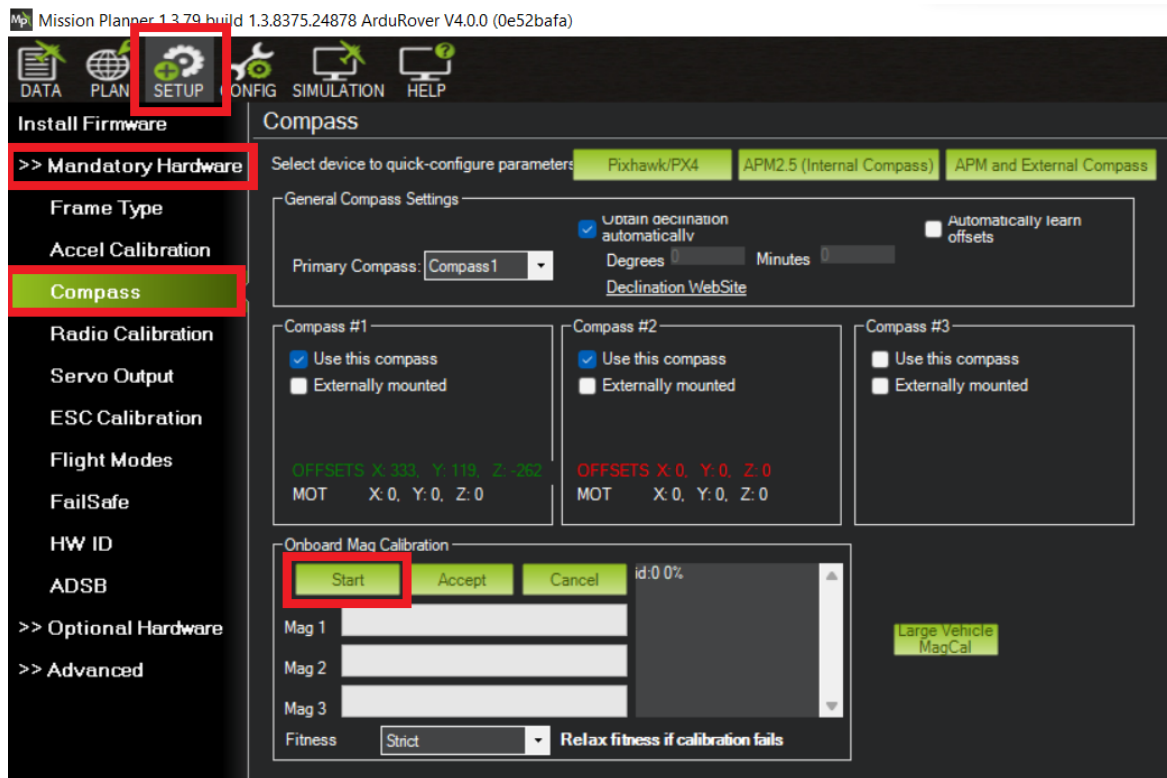 Mission Planner 1.3.79 build 1.3.8375.24878 ArduRover V4.0.0 (0e52bafa)
DATA PLAN SETUP CONFIG SIMULATION HELP
Install Firmware
>> Mandatory Hardware
Frame Type
Accel Calibration
Compass
Radio Calibration
Servo Output
ESC Calibration
Flight Modes
FailSafe
HW ID
ADSB
>> Optional Hardware
>> Advanced
Compass
Select device to quick-configure parameters Pixhawk/PX4 APM2.5 (Internal Compass) APM and External Compass
General Compass Settings
Obtain declination
automatically
Automatically learn
offsets
Primary Compass: Compass1
Degrees 0 Minutes 0
Declination WebSite
Compass #1
Use this compass
Externally mounted
OFFSETS X: 333, Y: 119, Z: -262
MOT X: 0, Y: 0, Z: 0
Compass #2
Use this compass
Externally mounted
OFFSETS X: 0, Y: 0, Z: 0
MOT X: 0, Y: 0, Z: 0
Compass #3
Use this compass
Externally mounted
Onboard Mag Calibration
Start Accept Cancel
id:0 0%
Mag 1
Mag 2
Mag 3
Fitness Strict Relax fitness if calibration fails
Large Vehicle
MagCal